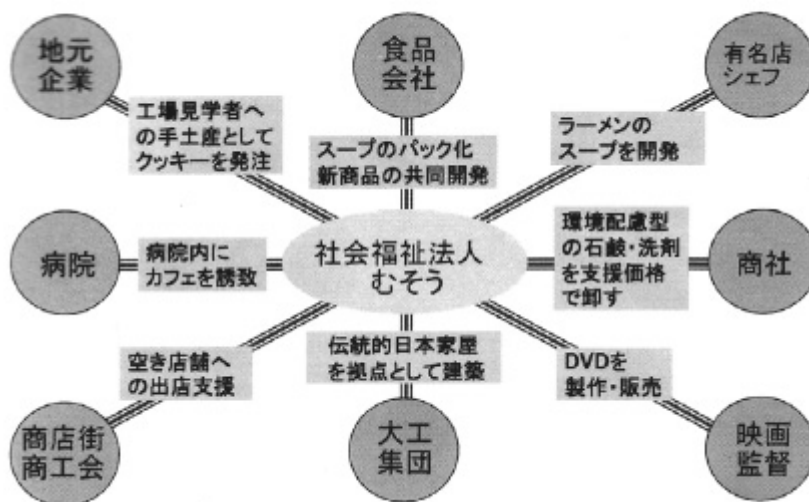 地元
企業
食品
会社
有名店
シェフ
工場見学者へ
の手土産として
クッキーを発注
スープのパック化
新商品の共同開発
ラーメンの
スープを開発
病院
病院内に
カフェを誘致
社会福祉法人
むそう
環境配慮型
の石鹸・洗剤
を支援価格
で卸す
商社
空き店舗へ
の出店支援
伝統的日本家屋
を拠点として建築
DVDを
製作・販売
商店街
商工会
大工
集団
映画
監督